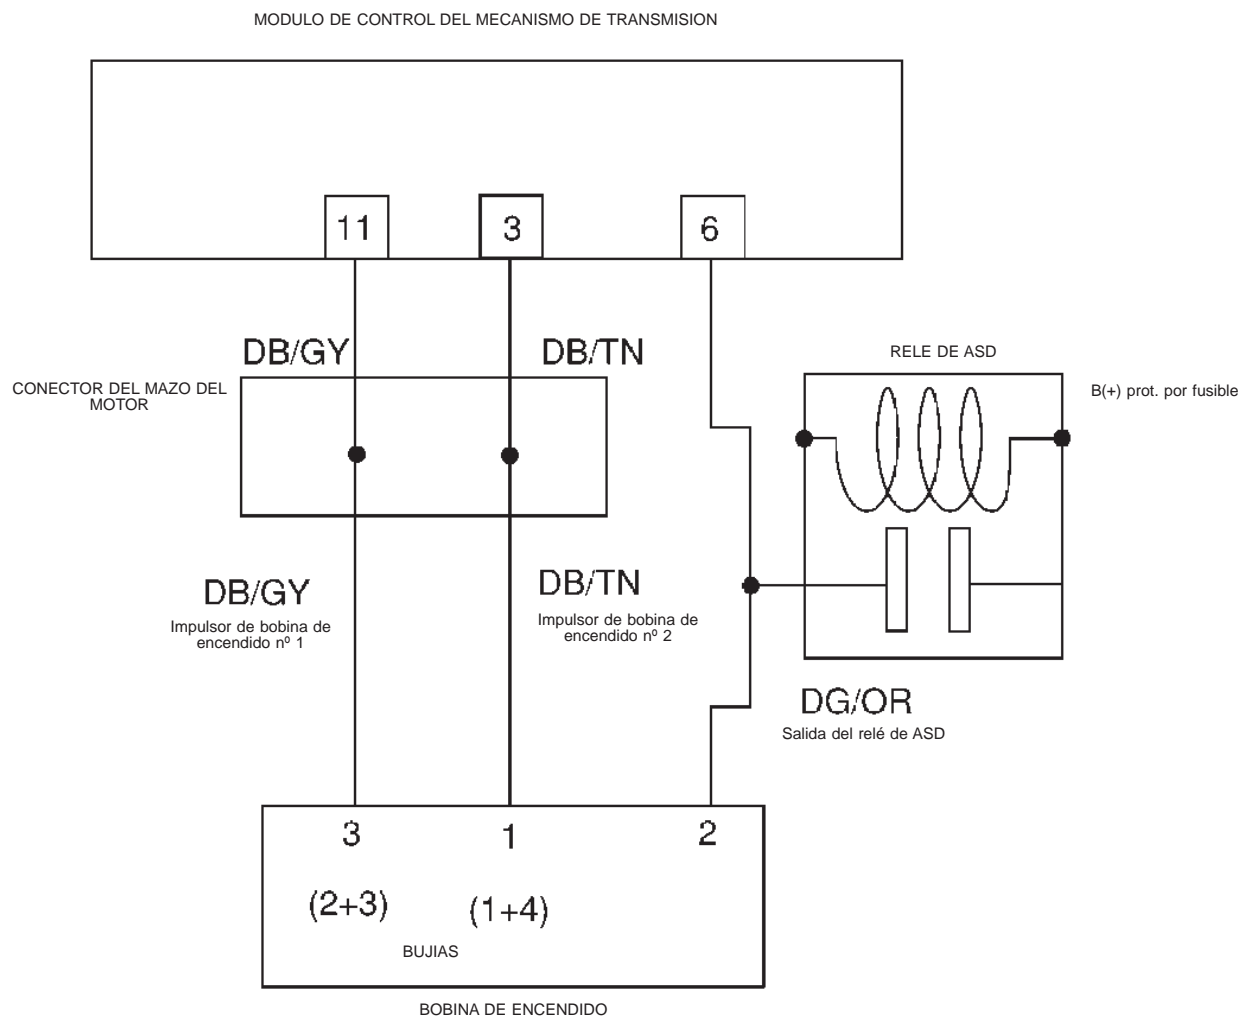 MODULO DE CONTROL DEL MECANISMO DE TRANSMISION
11
3
6
DB/GY
DB/TN
RELE DE ASD
CONECTOR DEL MAZO DEL
MOTOR
B(+) prot. por fusible
DB/GY
Impulsor de bobina de
encendido nº 1
DB/TN
Impulsor de bobina de
encendido nº 2
DG/OR
Salida del relé de ASD
3
1
2
(2+3)
(1+4)
BUJIAS
BOBINA DE ENCENDIDO